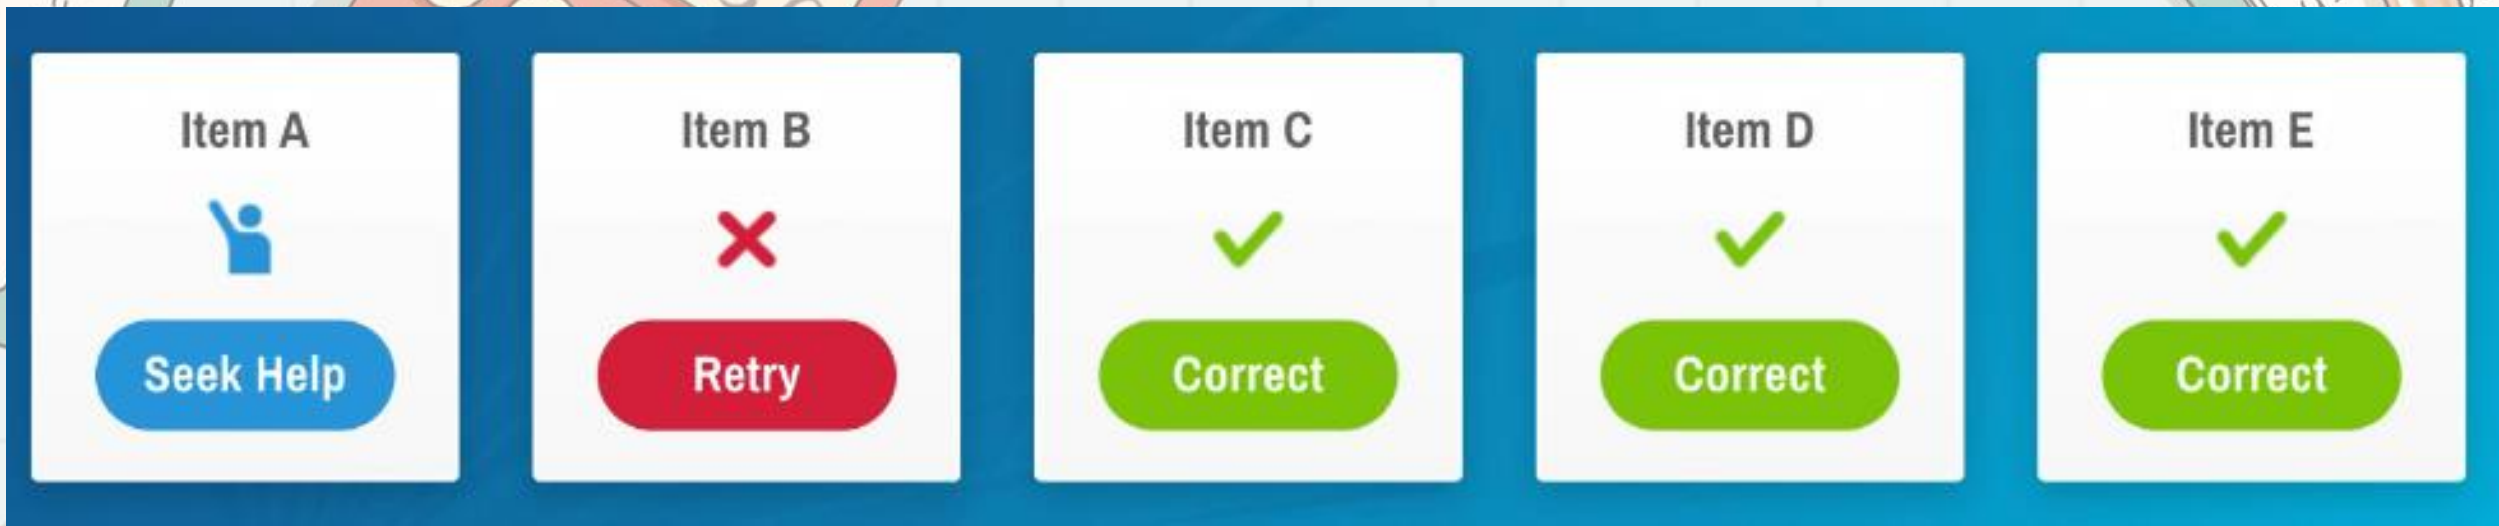 Item A
Seek Help
Item B
Retry
Item C
Correct
Item D
Correct
Item E
Correct